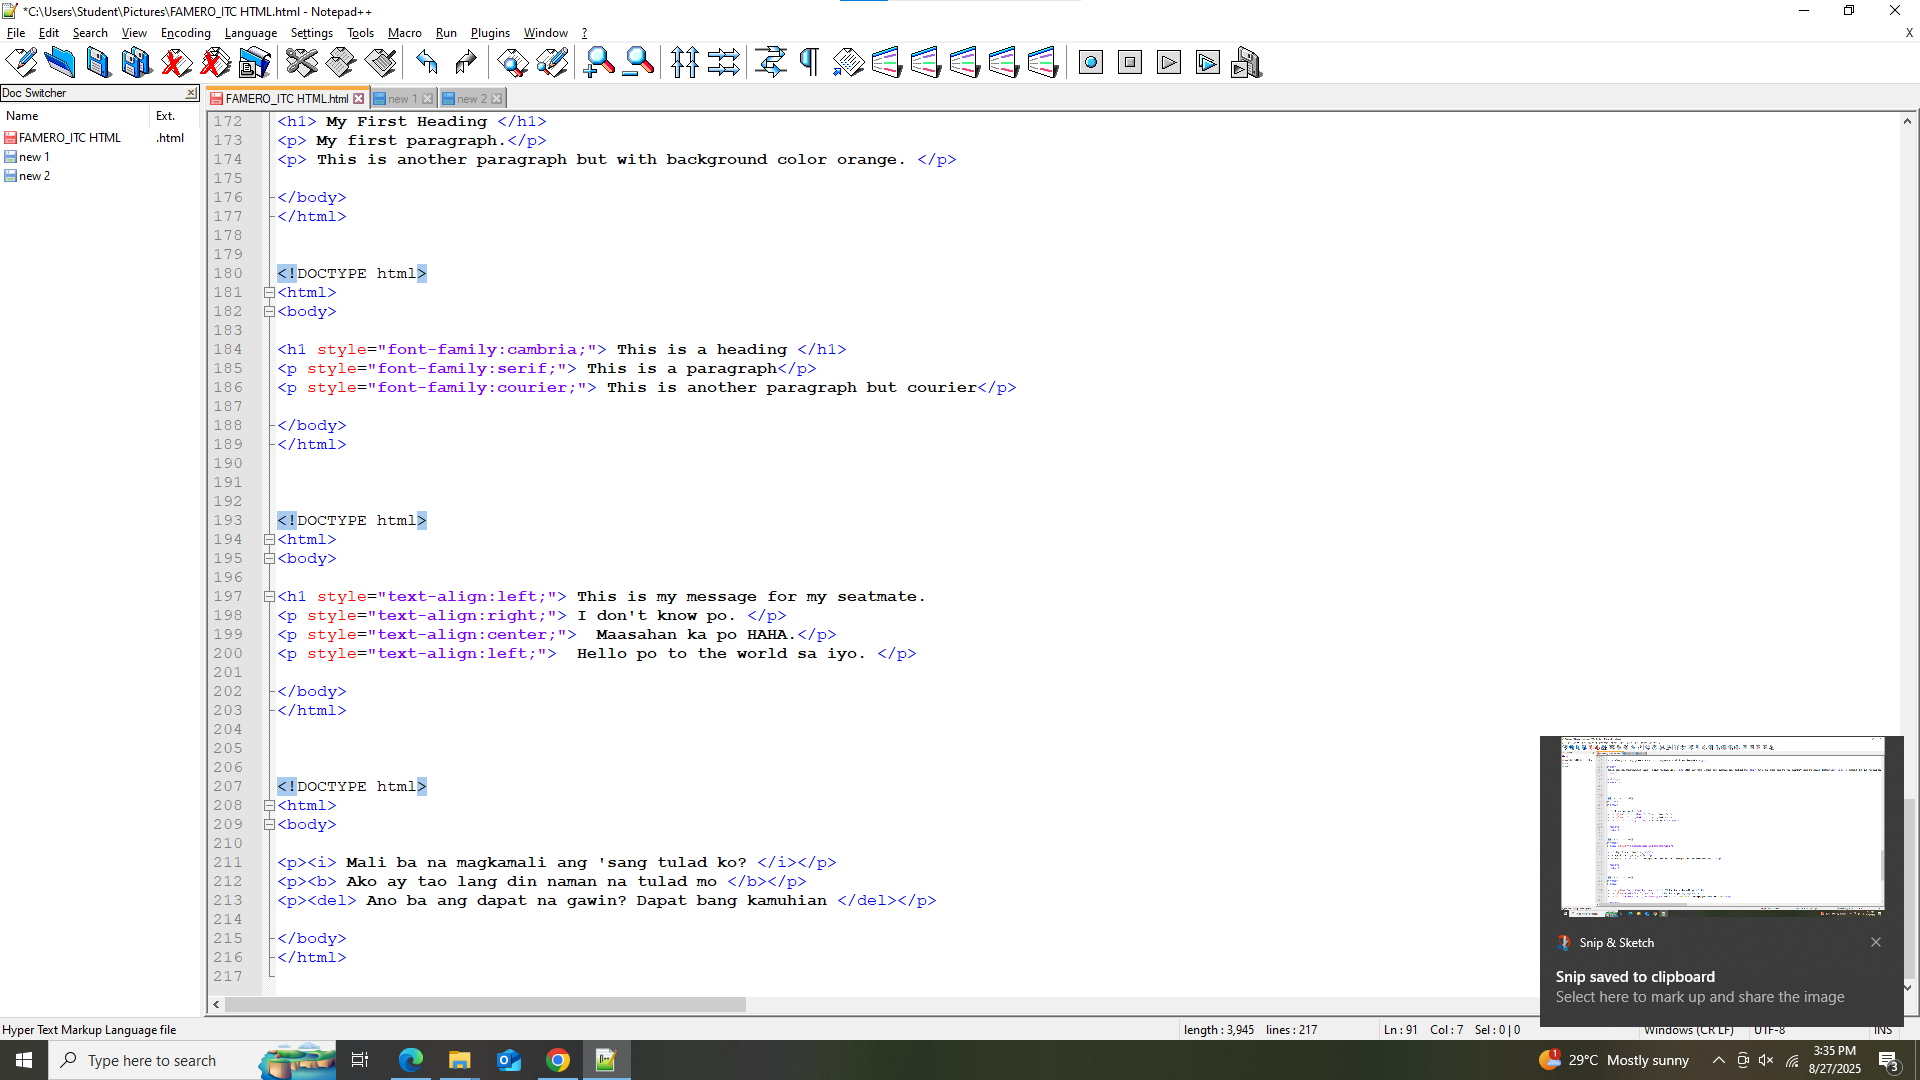 *C:\Users\Student\Pictures\FAMERO_ITC HTML.html - Notepad++
File Edit Search View Encoding Language Settings Tools Macro Run Plugins Window ? X
Doc Switcher
FAMERO_ITC HTML.html new 1 new 2
Name Ext.
FAMERO_ITC HTML .html
new 1
new 2
172 <h1> My First Heading </h1>
173 <p> My first paragraph.</p>
174 <p> This is another paragraph but with background color orange. </p>
175
176 </body>
177 </html>
178
179
180 <!DOCTYPE html>
181 <html>
182 <body>
183
184 <h1 style="font-family:cambria;"> This is a heading </h1>
185 <p style="font-family:serif;"> This is a paragraph</p>
186 <p style="font-family:courier;"> This is another paragraph but courier</p>
187
188 </body>
189 </html>
190
191
192
193 <!DOCTYPE html>
194 <html>
195 <body>
196
197 <h1 style="text-align:left;"> This is my message for my seatmate.
198 <p style="text-align:right;"> I don't know po. </p>
199 <p style="text-align:center;">  Maasahan ka po HAHA.</p>
200 <p style="text-align:left;">  Hello po to the world sa iyo. </p>
201
202 </body>
203 </html>
204
205
206
207 <!DOCTYPE html>
208 <html>
209 <body>
210
211 <p><i> Mali ba na magkamali ang 'sang tulad ko? </i></p>
212 <p><b> Ako ay tao lang din naman na tulad mo </b></p>
213 <p><del> Ano ba ang dapat na gawin? Dapat bang kamuhian </del></p>
214
215 </body>
216 </html>
217
Snip & Sketch
Snip saved to clipboard
Select here to mark up and share the image
Hyper Text Markup Language file length : 3,945 lines : 217 Ln : 91 Col : 7 Sel : 0 | 0 Windows (CR LF) UTF-8 INS
Type here to search
29°C Mostly sunny
3:35 PM
8/27/2025
3